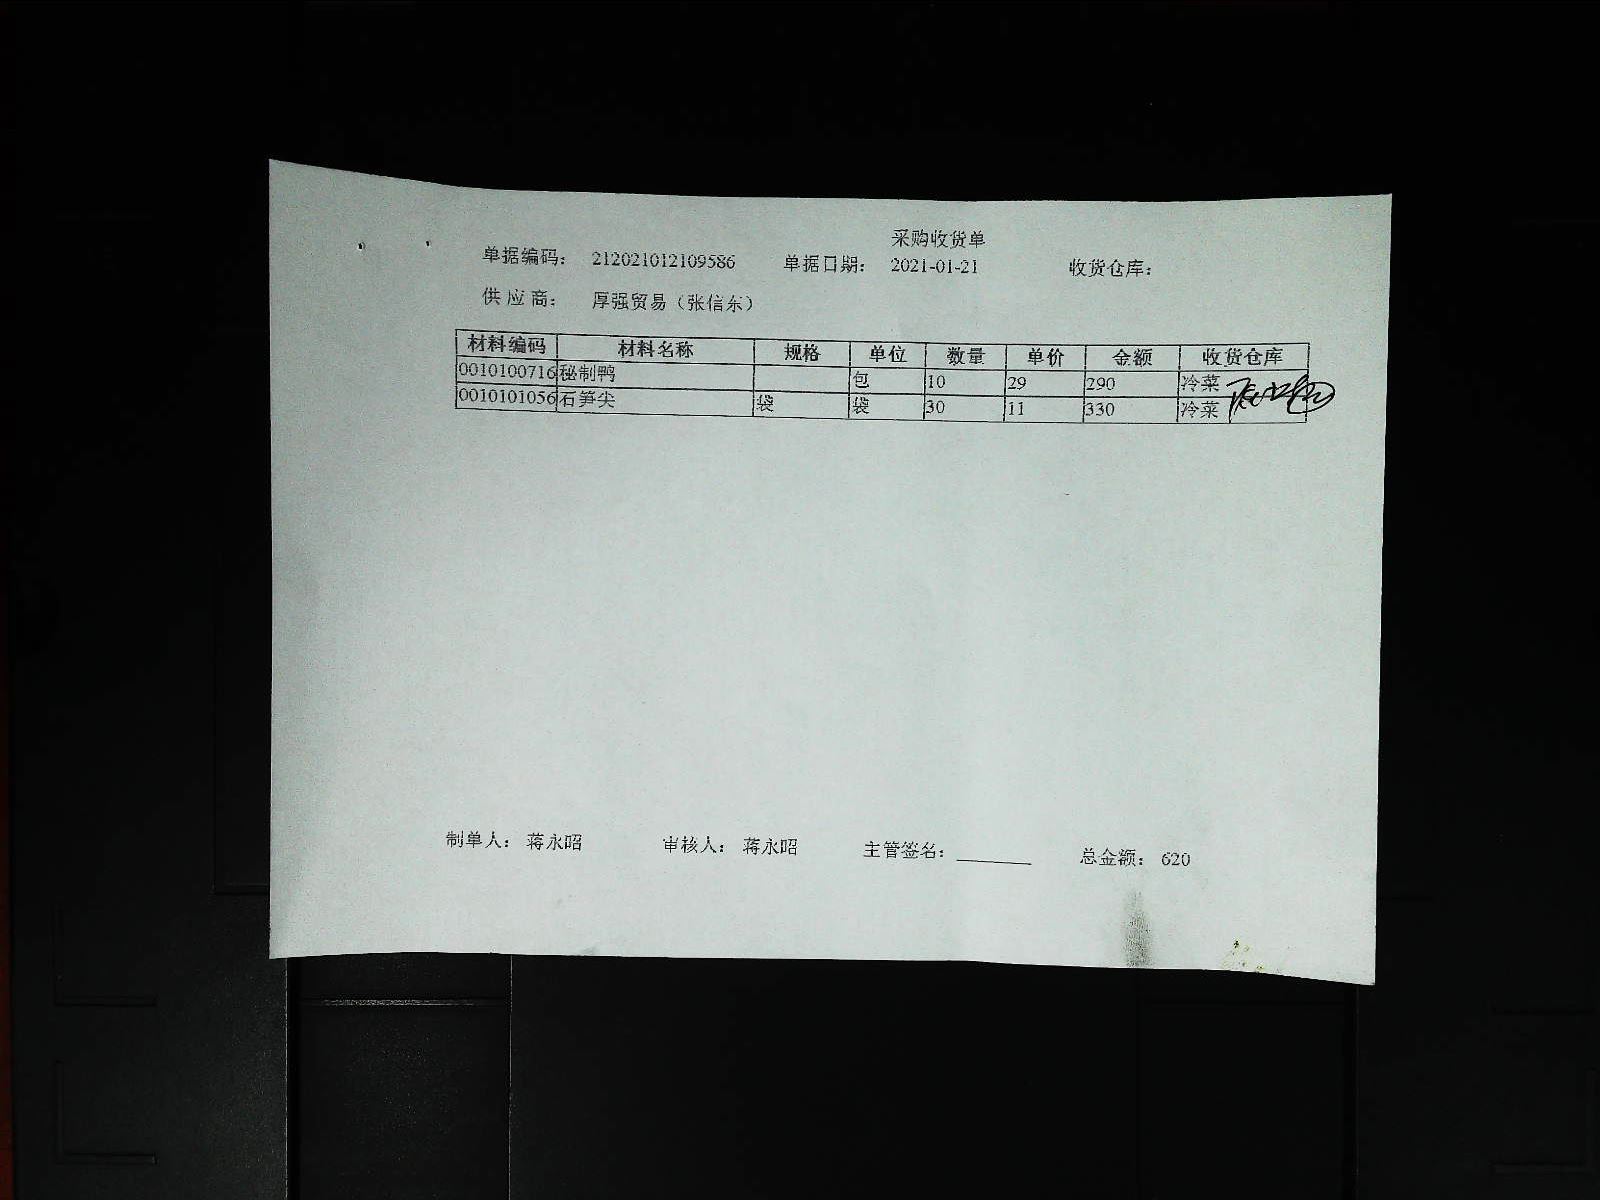 采购收货单
单据编码： 212021012109586 单据日期： 2021-01-21 收货仓库：
供应商： 厚强贸易（张信东）
材料编码 材料名称 规格 单位 数量 单价 金额 收货仓库
0010100716 秘制鸭 包 10 29 290 冷菜
0010101056 石笋尖 袋 袋 30 11 330 冷菜
制单人： 蒋永昭 审核人： 蒋永昭 主管签名：______ 总金额： 620